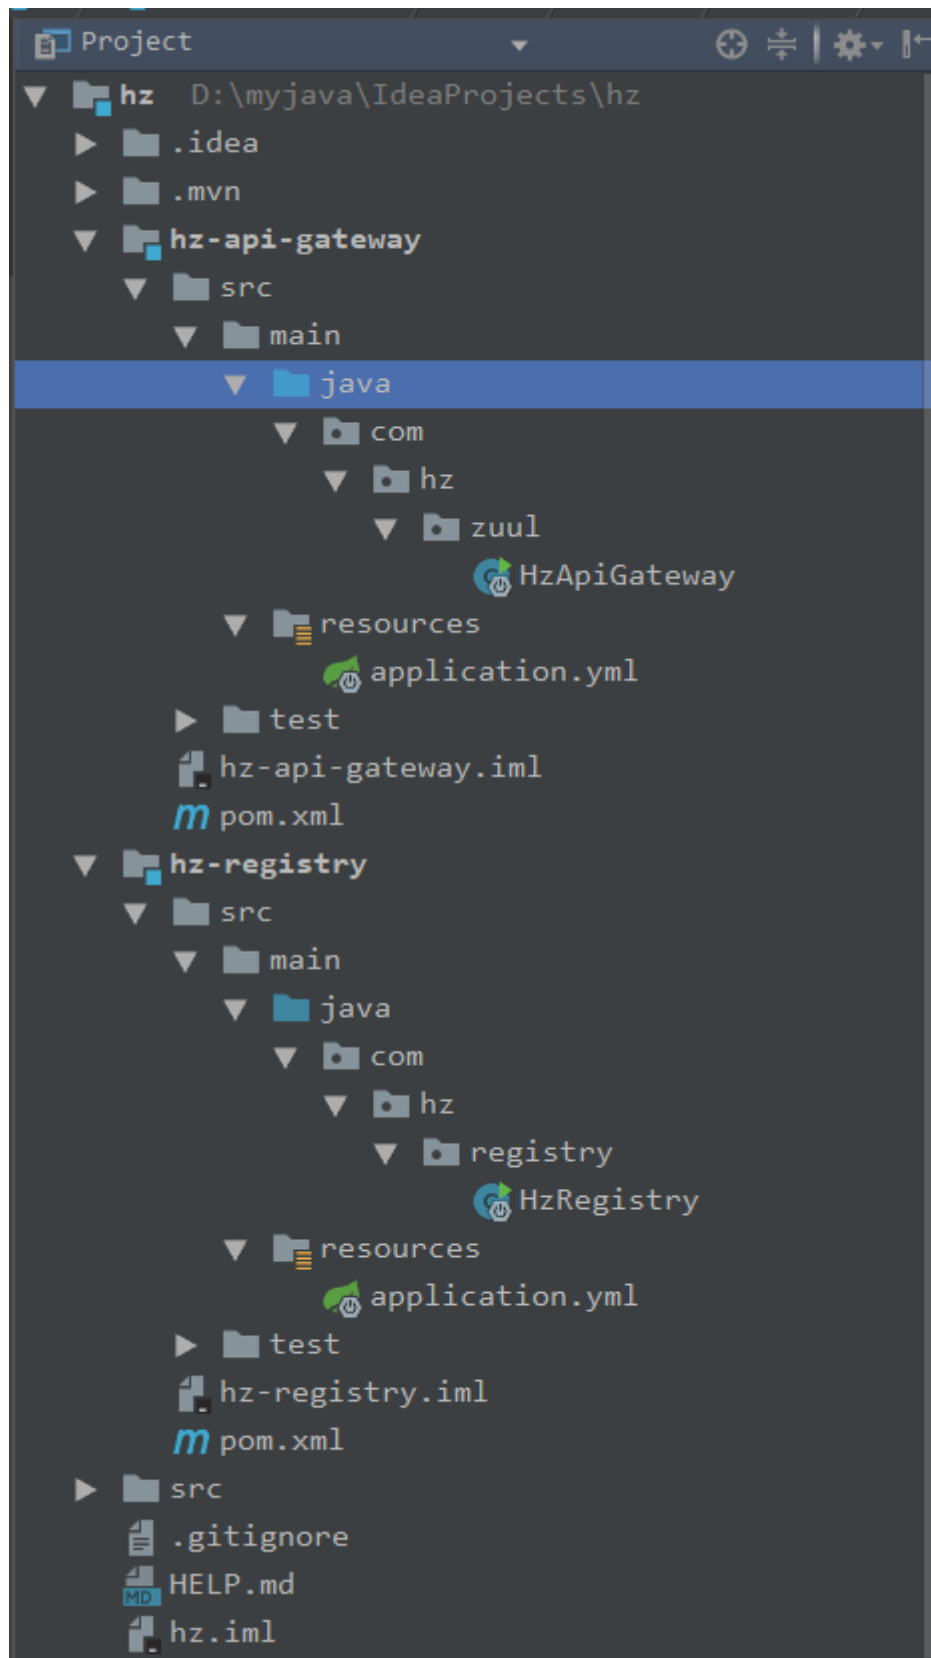 Project
hz D:\myjava\IdeaProjects\hz
.idea
.mvn
hz-api-gateway
src
main
java
com
hz
zuul
HzApiGateway
resources
application.yml
test
hz-api-gateway.iml
m pom.xml
hz-registry
src
main
java
com
hz
registry
HzRegistry
resources
application.yml
test
hz-registry.iml
m pom.xml
src
.gitignore
MD HELP.md
hz.iml